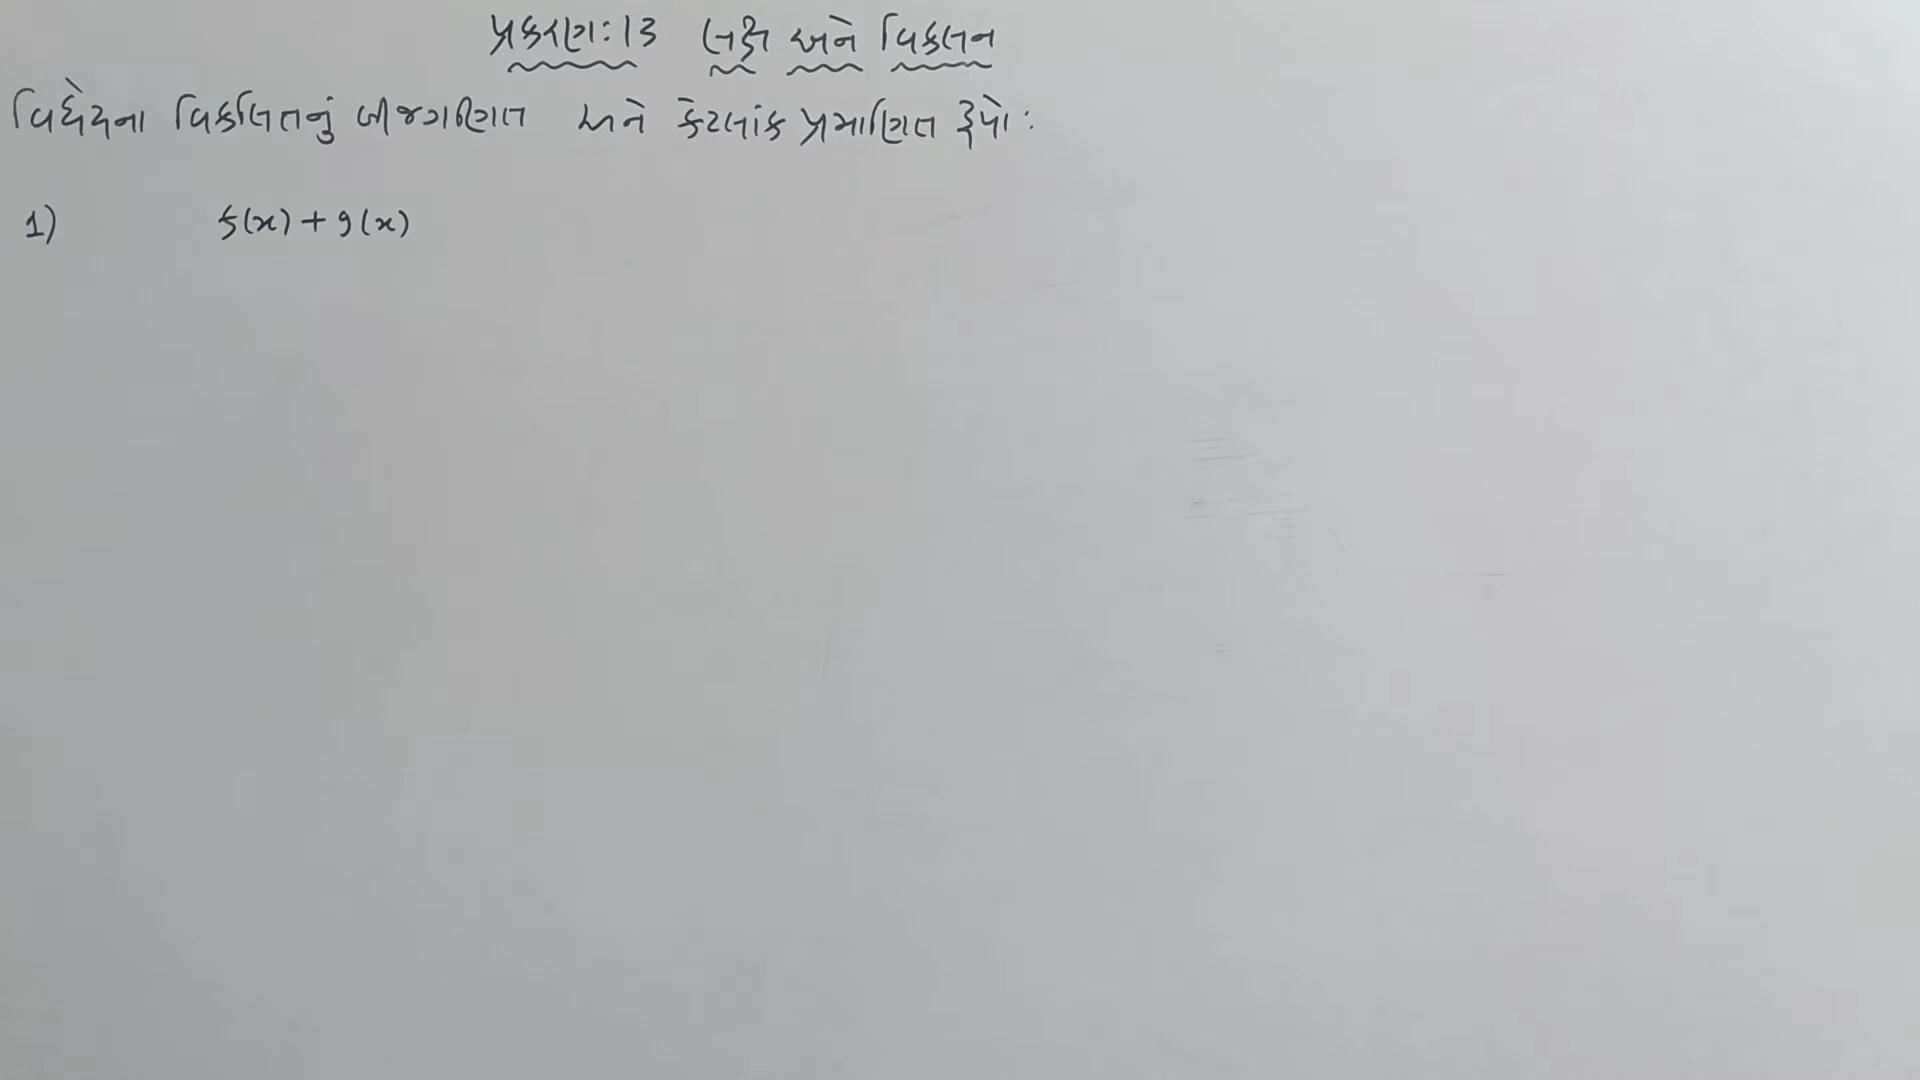 પ્રકરણ:13 લક્ષ અને વિકલન
વિધેયના વિકલિતનું બીજગણિત અને કેટલાંક પ્રમાણિત રૂપો:
1) f(x) + g(x)